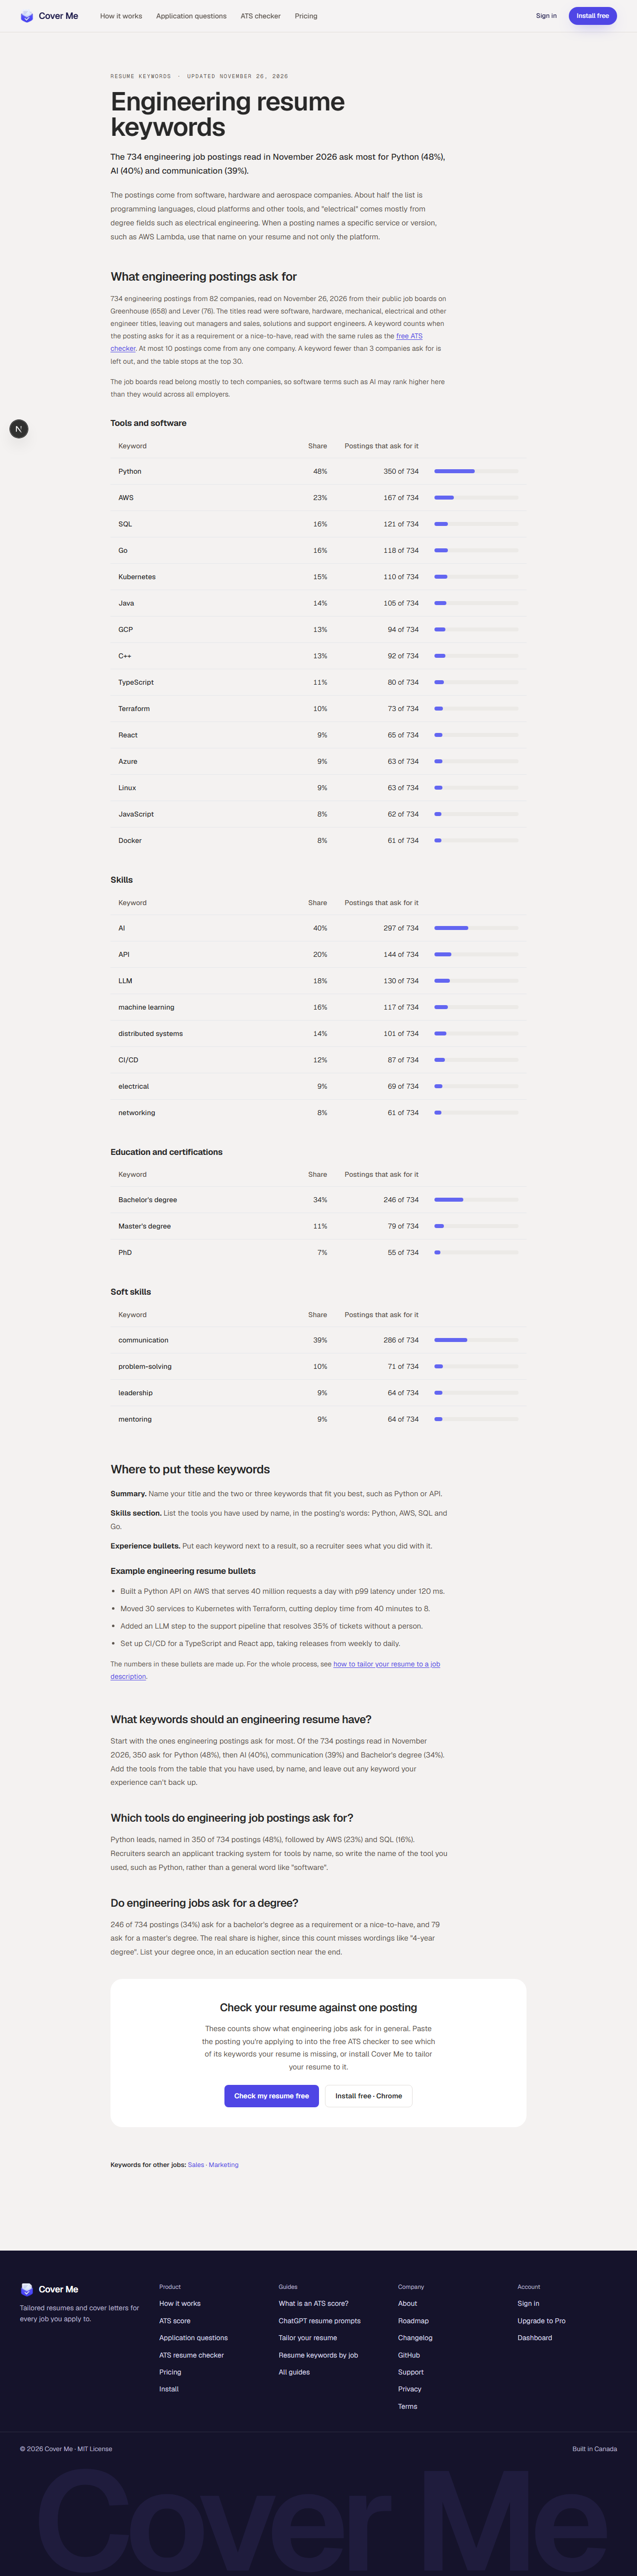 Cover Me How it works Application questions ATS checker Pricing Sign in Install free
RESUME KEYWORDS · UPDATED NOVEMBER 26, 2026
Engineering resume
keywords
The 734 engineering job postings read in November 2026 ask most for Python (48%),
AI (40%) and communication (39%).
The postings come from software, hardware and aerospace companies. About half the list is
programming languages, cloud platforms and other tools, and "electrical" comes mostly from
degree fields such as electrical engineering. When a posting names a specific service or version,
such as AWS Lambda, use that name on your resume and not only the platform.
What engineering postings ask for
734 engineering postings from 82 companies, read on November 26, 2026 from their public job boards on
Greenhouse (658) and Lever (76). The titles read were software, hardware, mechanical, electrical and other
engineer titles, leaving out managers and sales, solutions and support engineers. A keyword counts when
the posting asks for it as a requirement or a nice-to-have, read with the same rules as the free ATS
checker. At most 10 postings come from any one company. A keyword fewer than 3 companies ask for is
left out, and the table stops at the top 30.
The job boards read belong mostly to tech companies, so software terms such as AI may rank higher here
than they would across all employers.
N
Tools and software
Keyword Share Postings that ask for it
Python 48% 350 of 734
AWS 23% 167 of 734
SQL 16% 121 of 734
Go 16% 118 of 734
Kubernetes 15% 110 of 734
Java 14% 105 of 734
GCP 13% 94 of 734
C++ 13% 92 of 734
TypeScript 11% 80 of 734
Terraform 10% 73 of 734
React 9% 65 of 734
Azure 9% 63 of 734
Linux 9% 63 of 734
JavaScript 8% 62 of 734
Docker 8% 61 of 734
Skills
Keyword Share Postings that ask for it
AI 40% 297 of 734
API 20% 144 of 734
LLM 18% 130 of 734
machine learning 16% 117 of 734
distributed systems 14% 101 of 734
CI/CD 12% 87 of 734
electrical 9% 69 of 734
networking 8% 61 of 734
Education and certifications
Keyword Share Postings that ask for it
Bachelor's degree 34% 246 of 734
Master's degree 11% 79 of 734
PhD 7% 55 of 734
Soft skills
Keyword Share Postings that ask for it
communication 39% 286 of 734
problem-solving 10% 71 of 734
leadership 9% 64 of 734
mentoring 9% 64 of 734
Where to put these keywords
Summary. Name your title and the two or three keywords that fit you best, such as Python or API.
Skills section. List the tools you have used by name, in the posting's words: Python, AWS, SQL and
Go.
Experience bullets. Put each keyword next to a result, so a recruiter sees what you did with it.
Example engineering resume bullets
• Built a Python API on AWS that serves 40 million requests a day with p99 latency under 120 ms.
• Moved 30 services to Kubernetes with Terraform, cutting deploy time from 40 minutes to 8.
• Added an LLM step to the support pipeline that resolves 35% of tickets without a person.
• Set up CI/CD for a TypeScript and React app, taking releases from weekly to daily.
The numbers in these bullets are made up. For the whole process, see how to tailor your resume to a job
description.
What keywords should an engineering resume have?
Start with the ones engineering postings ask for most. Of the 734 postings read in November
2026, 350 ask for Python (48%), then AI (40%), communication (39%) and Bachelor's degree (34%).
Add the tools from the table that you have used, by name, and leave out any keyword your
experience can't back up.
Which tools do engineering job postings ask for?
Python leads, named in 350 of 734 postings (48%), followed by AWS (23%) and SQL (16%).
Recruiters search an applicant tracking system for tools by name, so write the name of the tool you
used, such as Python, rather than a general word like "software".
Do engineering jobs ask for a degree?
246 of 734 postings (34%) ask for a bachelor's degree as a requirement or a nice-to-have, and 79
ask for a master's degree. The real share is higher, since this count misses wordings like "4-year
degree". List your degree once, in an education section near the end.
Check your resume against one posting
These counts show what engineering jobs ask for in general. Paste
the posting you're applying to into the free ATS checker to see which
of its keywords your resume is missing, or install Cover Me to tailor
your resume to it.
Check my resume free Install free · Chrome
Keywords for other jobs: Sales · Marketing
Cover Me
Tailored resumes and cover letters for
every job you apply to.
Product
How it works
ATS score
Application questions
ATS resume checker
Pricing
Install
Guides
What is an ATS score?
ChatGPT resume prompts
Tailor your resume
Resume keywords by job
All guides
Company
About
Roadmap
Changelog
GitHub
Support
Privacy
Terms
Account
Sign in
Upgrade to Pro
Dashboard
© 2026 Cover Me · MIT License Built in Canada
Cover Me